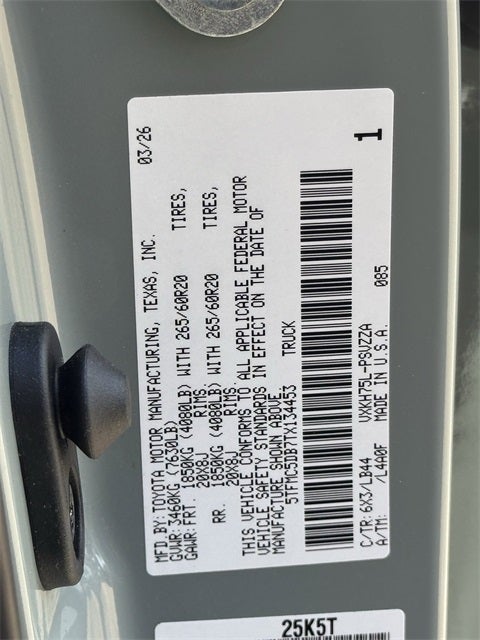 MFD.BY:TOYOTA MOTOR MANUFACTURING, TEXAS, INC. 03/26
GVWR:3460KG (7630LB)
GAWR:FRT. 1850KG (4080LB) WITH 265/60R20 TIRES,
20X8J RIMS.
RR. 1850KG (4080LB) WITH 265/60R20 TIRES,
20X8J RIMS.
THIS VEHICLE CONFORMS TO ALL APPLICABLE FEDERAL MOTOR
VEHICLE SAFETY STANDARDS IN EFFECT ON THE DATE OF
MANUFACTURE SHOWN ABOVE.
5TFMC5DB7TX134453 TRUCK
1
C/TR:6X3/LB44 VXKH75L-PSVZZA 085
A/TM: /L4A0F MADE IN U.S.A.
25K5T